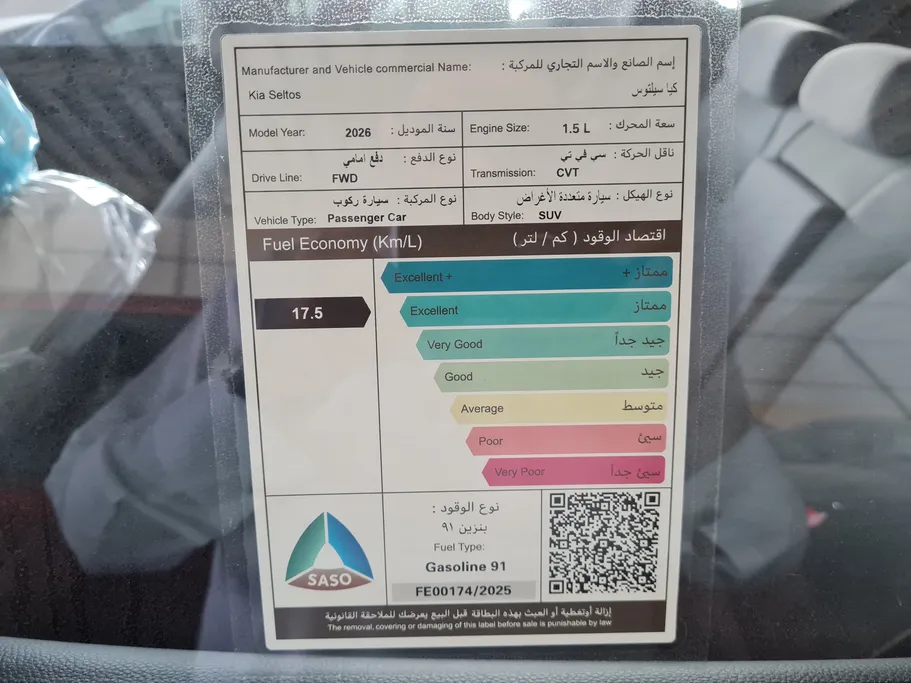 Manufacturer and Vehicle commercial Name: إسم الصانع والاسم التجاري للمركبة :
Kia Seltos كيا سيلتوس
Model Year: 2026 سنة الموديل :
Engine Size: 1.5 L سعة المحرك :
نوع الدفع : دفع امامي
Drive Line: FWD
ناقل الحركة : سي في تي
Transmission: CVT
نوع المركبة : سيارة ركوب
Vehicle Type: Passenger Car
نوع الهيكل : سيارة متعددة الأغراض
Body Style: SUV
Fuel Economy (Km/L) اقتصاد الوقود ( كم / لتر )
17.5
Excellent + ممتاز +
Excellent ممتاز
Very Good جيد جداً
Good جيد
Average متوسط
Poor سيئ
Very Poor سيئ جداً
SASO
نوع الوقود :
بنزين ٩١
Fuel Type:
Gasoline 91
FE00174/2025
إزالة أوتغطية أو العبث بهذه البطاقة قبل البيع يعرضك للملاحقة القانونية
The removal, covering or damaging of this label before sale is punishable by law